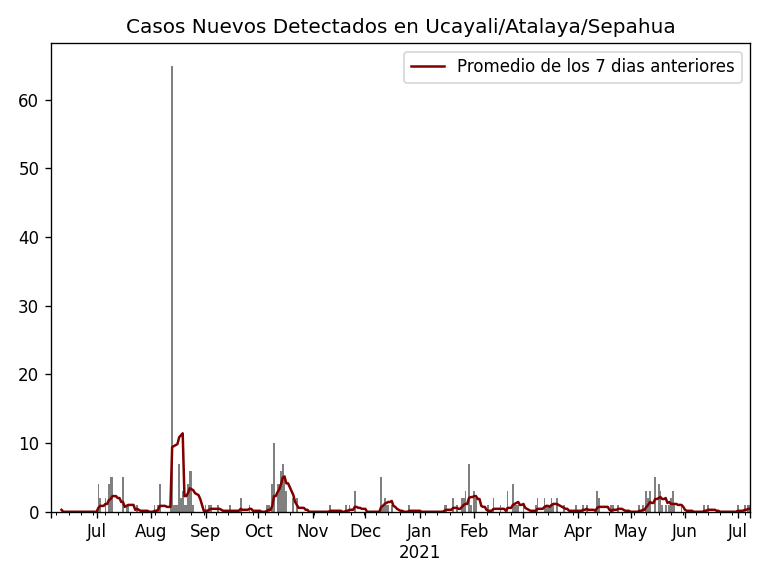 Casos Nuevos Detectados en Ucayali/Atalaya/Sepahua
Promedio de los 7 dias anteriores
60
50
40
30
20
10
0
Jul Aug Sep Oct Nov Dec Jan Feb Mar Apr May Jun Jul
2021